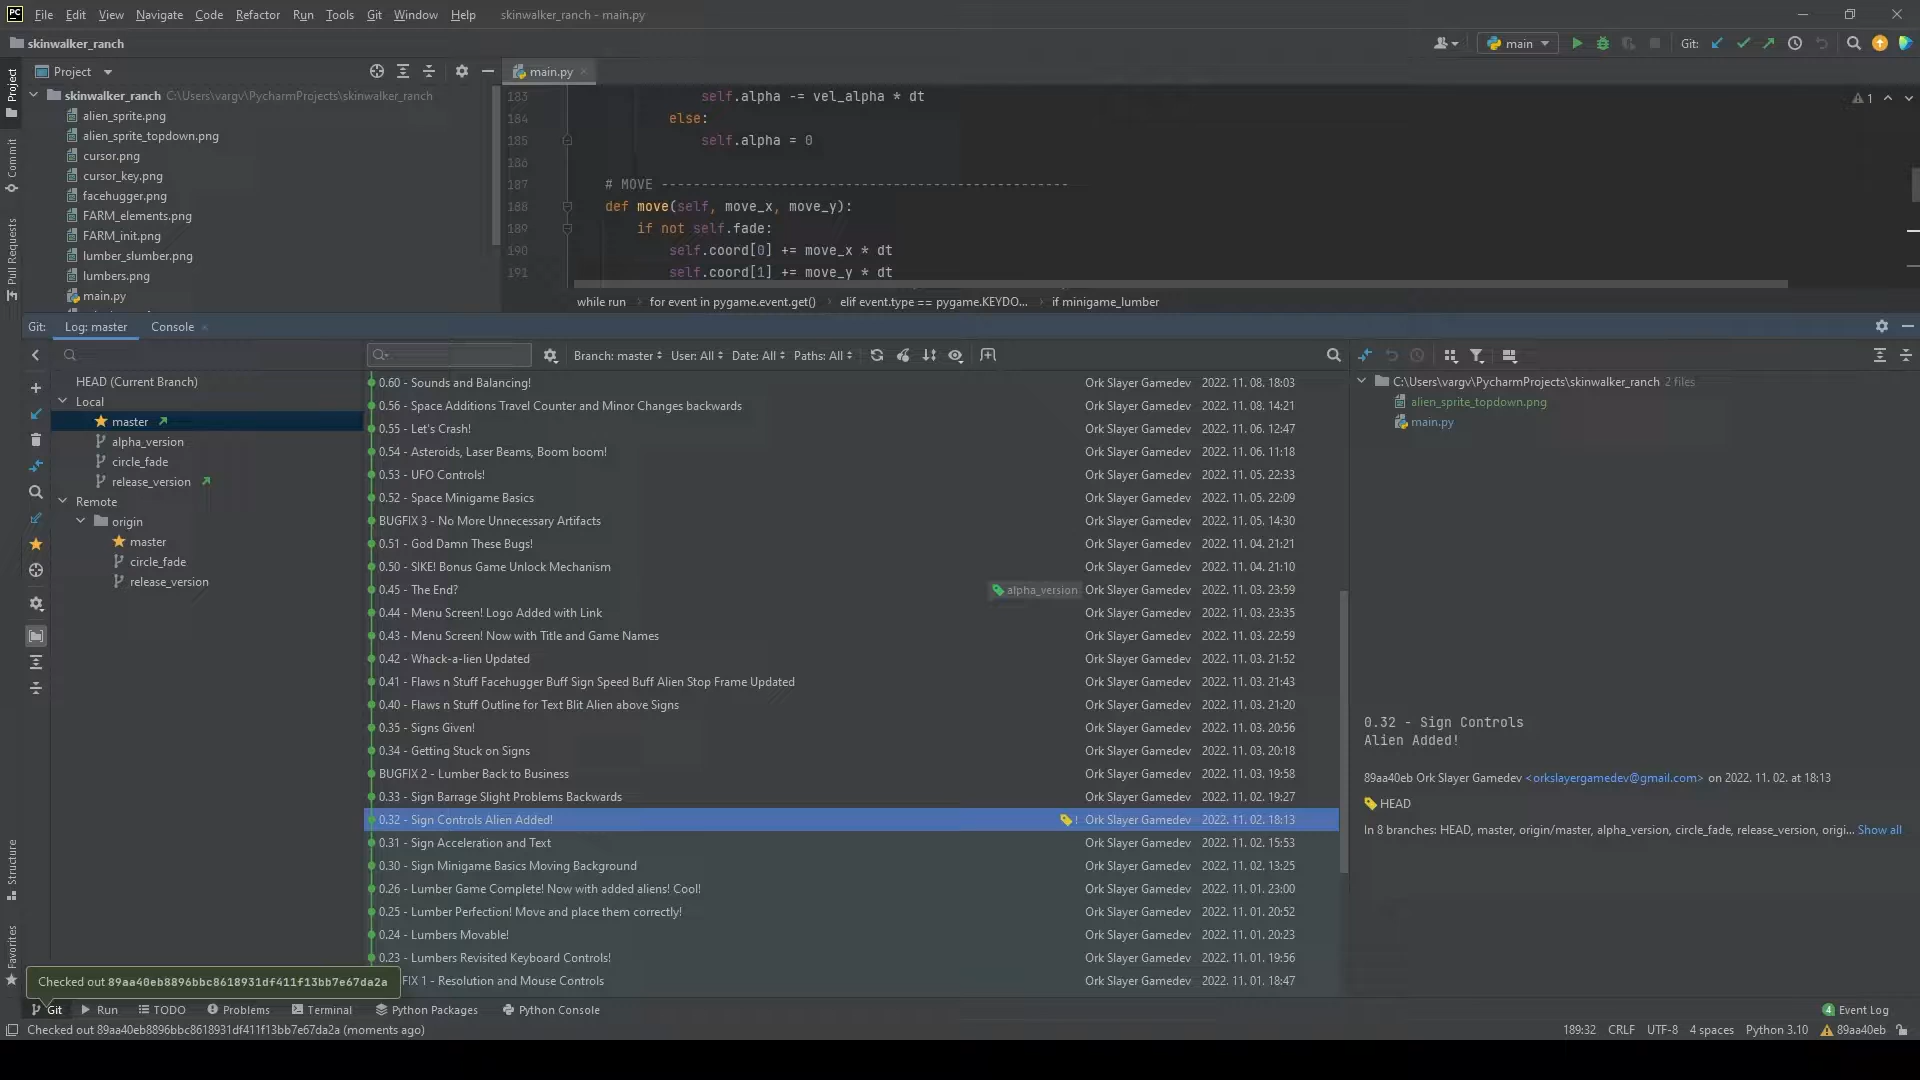 PC File Edit View Navigate Code Refactor Run Tools Git Window Help skinwalker_ranch - main.py
skinwalker_ranch
main
Git:
Project
main.py
Project
skinwalker_ranch C:\Users\vargv\PycharmProjects\skinwalker_ranch
alien_sprite.png
alien_sprite_topdown.png
cursor.png
cursor_key.png
facehugger.png
FARM_elements.png
FARM_init.png
lumber_slumber.png
lumbers.png
main.py
Commit
Pull Requests
183 self.alpha -= vel_alpha * dt
184 else:
185 self.alpha = 0
186
187 # MOVE ---------------------------------------------------
188 def move(self, move_x, move_y):
189 if not self.fade:
190 self.coord[0] += move_x * dt
191 self.coord[1] += move_y * dt
1
while run for event in pygame.event.get() elif event.type == pygame.KEYDO... if minigame_lumber
Git: Log: master Console
Branch: master User: All Date: All Paths: All
HEAD (Current Branch)
Local
master
alpha_version
circle_fade
release_version
Remote
origin
master
circle_fade
release_version
0.60 - Sounds and Balancing! Ork Slayer Gamedev 2022. 11. 08. 18:03
0.56 - Space Additions Travel Counter and Minor Changes backwards Ork Slayer Gamedev 2022. 11. 08. 14:21
0.55 - Let's Crash! Ork Slayer Gamedev 2022. 11. 06. 12:47
0.54 - Asteroids, Laser Beams, Boom boom! Ork Slayer Gamedev 2022. 11. 06. 11:18
0.53 - UFO Controls! Ork Slayer Gamedev 2022. 11. 05. 22:33
0.52 - Space Minigame Basics Ork Slayer Gamedev 2022. 11. 05. 22:09
BUGFIX 3 - No More Unnecessary Artifacts Ork Slayer Gamedev 2022. 11. 05. 14:30
0.51 - God Damn These Bugs! Ork Slayer Gamedev 2022. 11. 04. 21:21
0.50 - SIKE! Bonus Game Unlock Mechanism Ork Slayer Gamedev 2022. 11. 04. 21:10
0.45 - The End? alpha_version Ork Slayer Gamedev 2022. 11. 03. 23:59
0.44 - Menu Screen! Logo Added with Link Ork Slayer Gamedev 2022. 11. 03. 23:35
0.43 - Menu Screen! Now with Title and Game Names Ork Slayer Gamedev 2022. 11. 03. 22:59
0.42 - Whack-a-lien Updated Ork Slayer Gamedev 2022. 11. 03. 21:52
0.41 - Flaws n Stuff Facehugger Buff Sign Speed Buff Alien Stop Frame Updated Ork Slayer Gamedev 2022. 11. 03. 21:43
0.40 - Flaws n Stuff Outline for Text Blit Alien above Signs Ork Slayer Gamedev 2022. 11. 03. 21:20
0.35 - Signs Given! Ork Slayer Gamedev 2022. 11. 03. 20:56
0.34 - Getting Stuck on Signs Ork Slayer Gamedev 2022. 11. 03. 20:18
BUGFIX 2 - Lumber Back to Business Ork Slayer Gamedev 2022. 11. 03. 19:58
0.33 - Sign Barrage Slight Problems Backwards Ork Slayer Gamedev 2022. 11. 02. 19:27
0.32 - Sign Controls Alien Added! Ork Slayer Gamedev 2022. 11. 02. 18:13
0.31 - Sign Acceleration and Text Ork Slayer Gamedev 2022. 11. 02. 15:53
0.30 - Sign Minigame Basics Moving Background Ork Slayer Gamedev 2022. 11. 02. 13:25
0.26 - Lumber Game Complete! Now with added aliens! Cool! Ork Slayer Gamedev 2022. 11. 01. 23:00
0.25 - Lumber Perfection! Move and place them correctly! Ork Slayer Gamedev 2022. 11. 01. 20:52
0.24 - Lumbers Movable! Ork Slayer Gamedev 2022. 11. 01. 20:23
0.23 - Lumbers Revisited Keyboard Controls! Ork Slayer Gamedev 2022. 11. 01. 19:56
FIX 1 - Resolution and Mouse Controls Ork Slayer Gamedev 2022. 11. 01. 18:47
C:\Users\vargv\PycharmProjects\skinwalker_ranch 2 files
alien_sprite_topdown.png
main.py
0.32 - Sign Controls
Alien Added!
89aa40eb Ork Slayer Gamedev <orkslayergamedev@gmail.com> on 2022. 11. 02. at 18:13
HEAD
In 8 branches: HEAD, master, origin/master, alpha_version, circle_fade, release_version, origi... Show all
Structure
Favorites
Checked out 89aa40eb8896bbc8618931df411f13bb7e67da2a
Git Run TODO Problems Terminal Python Packages Python Console 4 Event Log
Checked out 89aa40eb8896bbc8618931df411f13bb7e67da2a (moments ago) 189:32 CRLF UTF-8 4 spaces Python 3.10 89aa40eb